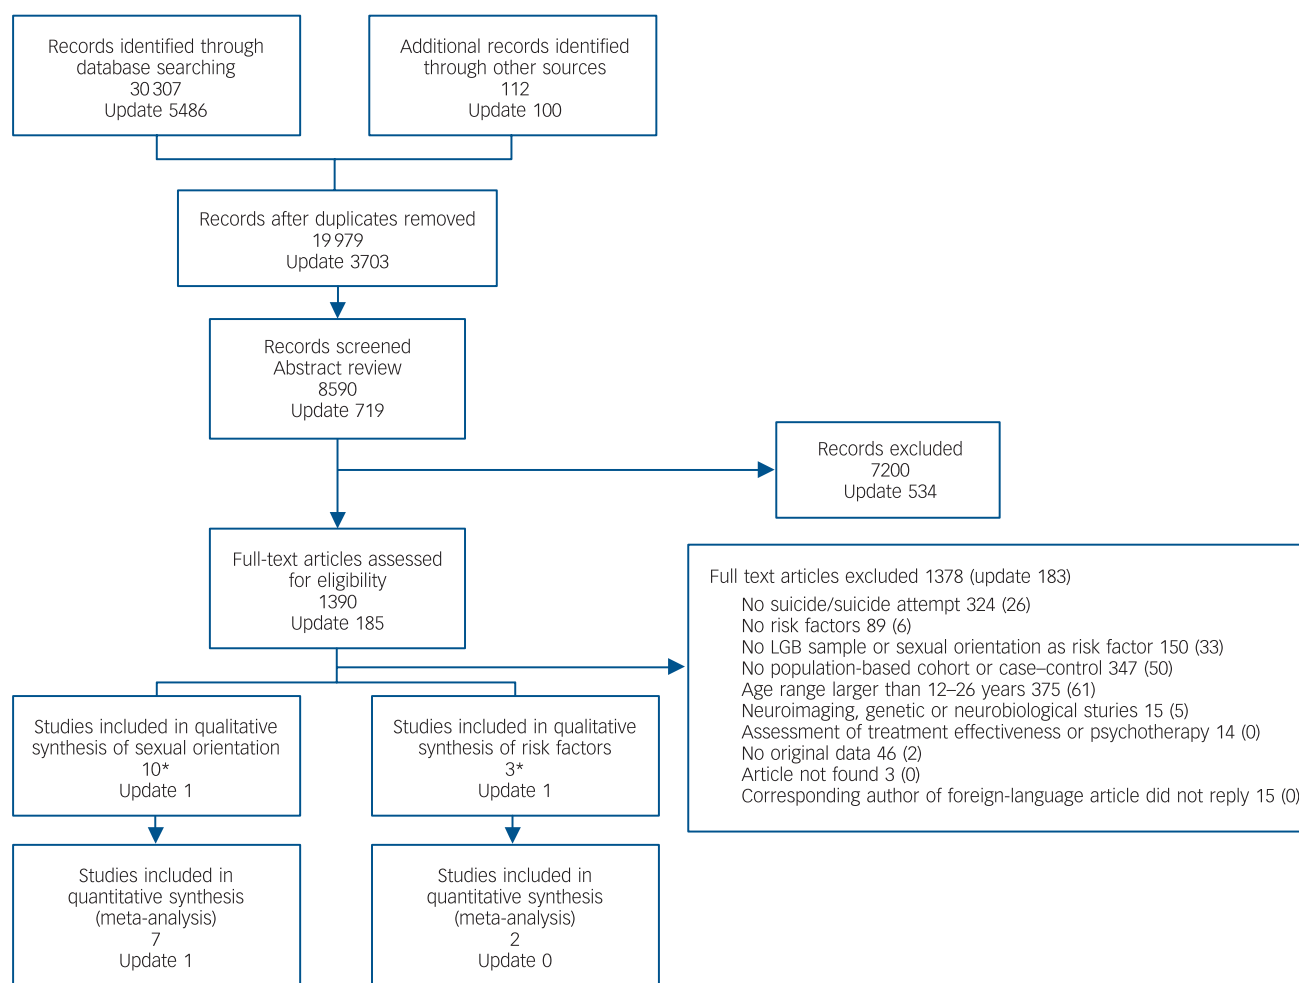 Records identified through
database searching
30 307
Update 5486
Additional records identified
through other sources
112
Update 100
Records after duplicates removed
19 979
Update 3703
Records screened
Abstract review
8590
Update 719
Records excluded
7200
Update 534
Full-text articles assessed
for eligibility
1390
Update 185
Full text articles excluded 1378 (update 183)
No suicide/suicide attempt 324 (26)
No risk factors 89 (6)
No LGB sample or sexual orientation as risk factor 150 (33)
No population-based cohort or case–control 347 (50)
Age range larger than 12–26 years 375 (61)
Neuroimaging, genetic or neurobiological sturies 15 (5)
Assessment of treatment effectiveness or psychotherapy 14 (0)
No original data 46 (2)
Article not found 3 (0)
Corresponding author of foreign-language article did not reply 15 (0)
Studies included in qualitative
synthesis of sexual orientation
10*
Update 1
Studies included in qualitative
synthesis of risk factors
3*
Update 1
Studies included in
quantitative synthesis
(meta-analysis)
7
Update 1
Studies included in
quantitative synthesis
(meta-analysis)
2
Update 0